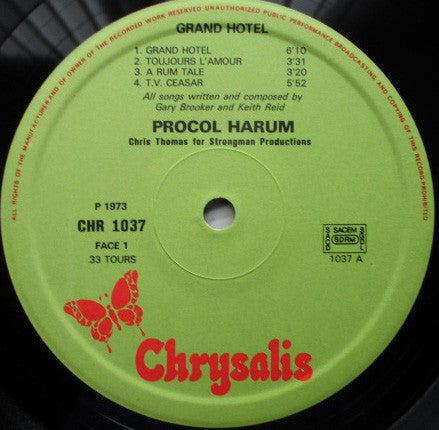 ALL RIGHTS OF THE MANUFACTURER AND OF THE OWNER OF THE RECORDED WORK RESERVED UNAUTHORIZED PUBLIC PERFORMANCE BROADCASTING AND COPYING OF THIS RECORD PROHIBITED
GRAND HOTEL
1. GRAND HOTEL 6'10
2. TOUJOURS L'AMOUR 3'31
3. A RUM TALE 3'20
4. T.V. CEASAR 5'52
All songs written and composed by
Gary Brooker and Keith Reid
PROCOL HARUM
Chris Thomas for Strongman Productions
P 1973
CHR 1037
FACE 1
33 TOURS
SACEM
SDRM
SACD
1037 A
Chrysalis